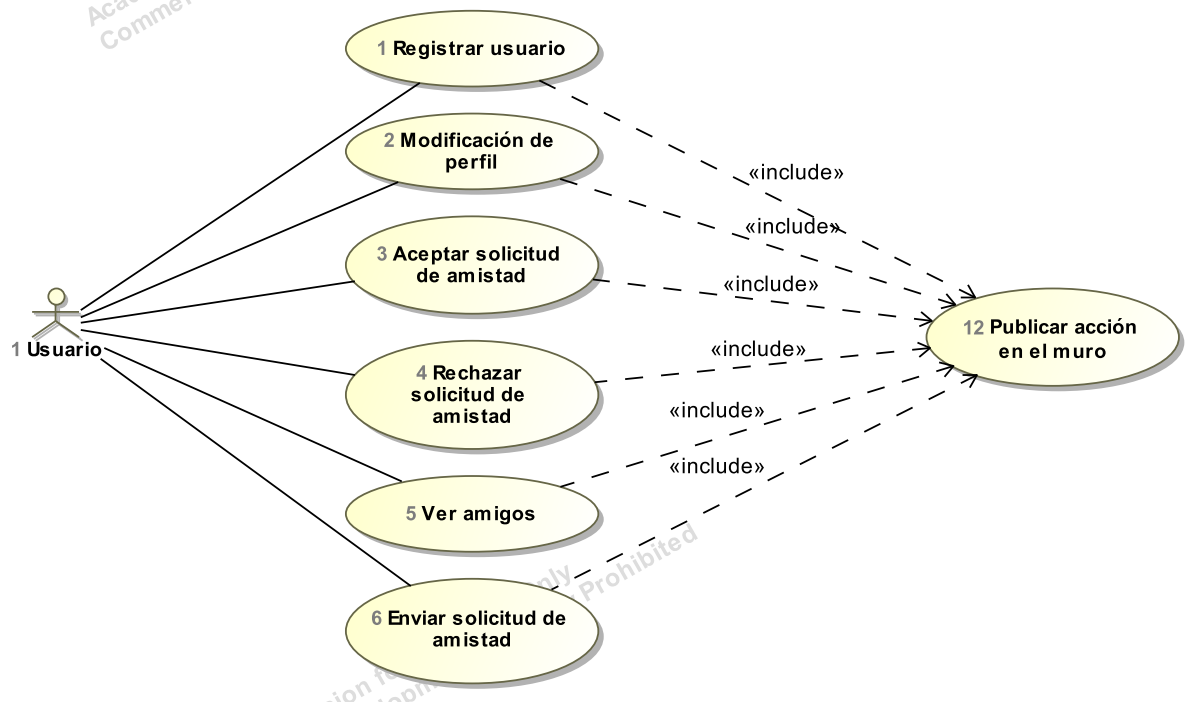 1 Registrar usuario
2 Modificación de
perfil
«include»
«include»
3 Aceptar solicitud
de amistad
«include»
1 Usuario
12 Publicar acción
en el muro
«include»
4 Rechazar
solicitud de
amistad
«include»
«include»
5 Ver amigos
6 Enviar solicitud de
amistad
Prohibited